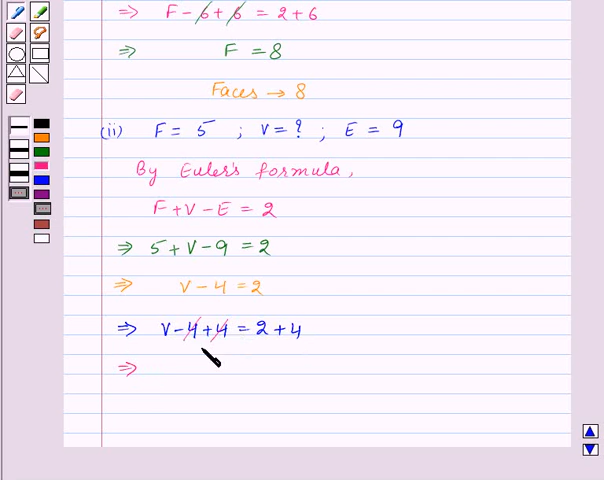 ⇒ F - 6 + 6 = 2 + 6
⇒ F = 8
Faces → 8
(ii) F = 5 ; V = ? ; E = 9
By Euler's formula,
F + V - E = 2
⇒ 5 + V - 9 = 2
⇒ V - 4 = 2
⇒ V - 4 + 4 = 2 + 4
⇒